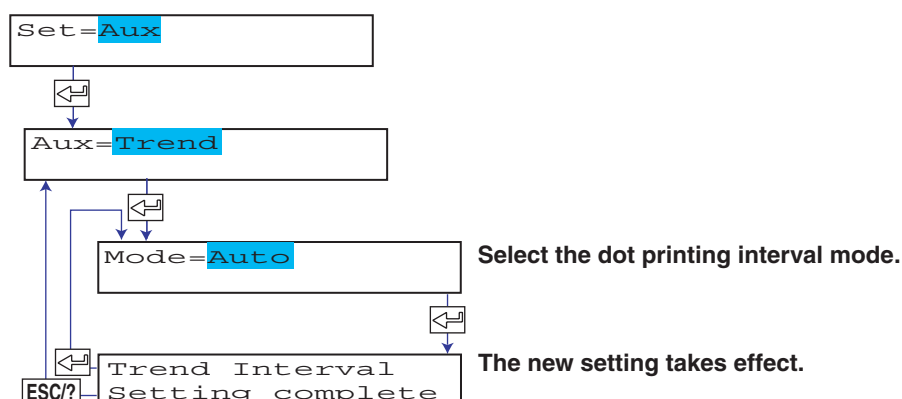 Set=Aux
Aux=Trend
Mode=Auto
Select the dot printing interval mode.
Trend Interval
The new setting takes effect.
ESC/?
Setting complete